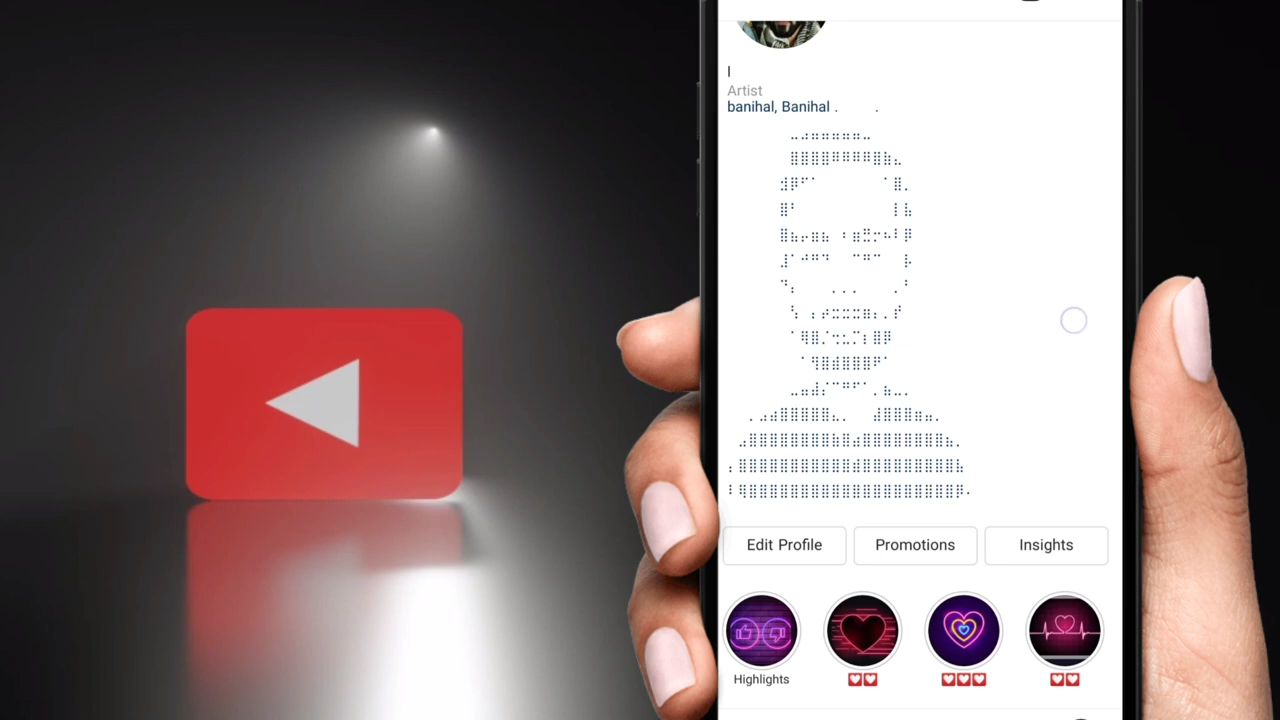 Artist
banihal, Banihal . .
Edit Profile
Promotions
Insights
Highlights